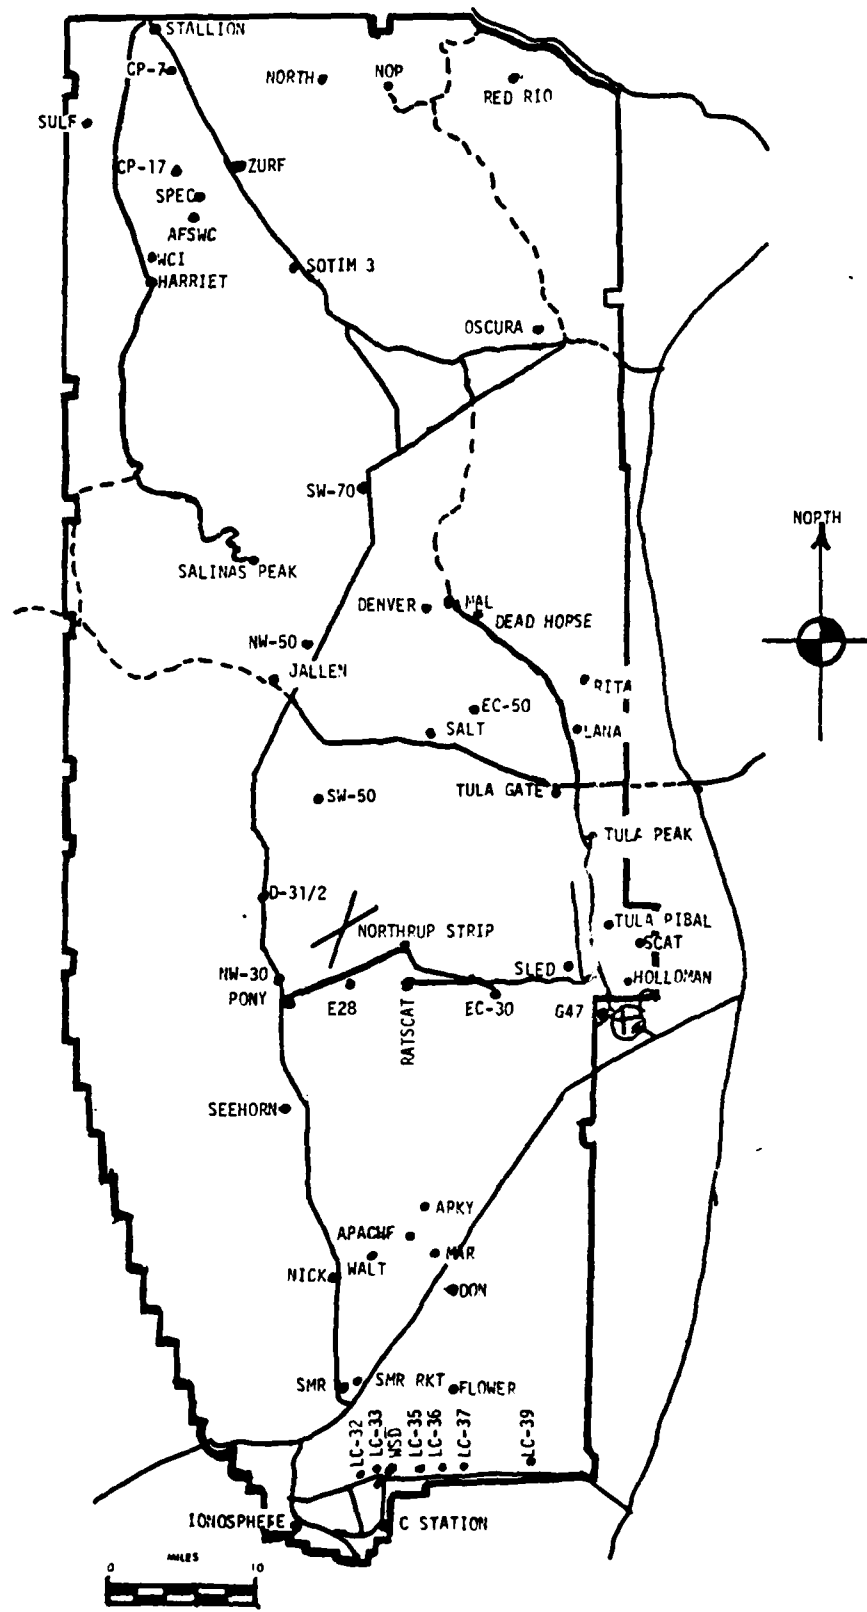 STALLION
CP-7
NORTH
NOP
RED RIO
SULF
CP-17
ZURF
SPEC
AFSWC
WCI
SOTIM 3
HARRIET
OSCURA
SW-70
NORTH
SALINAS PEAK
DENVER
MAL
DEAD HORSE
NW-50
JALLEN
RITA
EC-50
SALT
LANA
TULA GATE
SW-50
TULA PEAK
D-31/2
TULA PIBAL
NORTHRUP STRIP
SCAT
SLED
NW-30
HOLLOMAN
PONY
E28
RATSCAT
EC-30
G47
SEEHORN
APKY
APACHE
MAR
WALT
NICK
DON
SMR
SMR RKT
FLOWER
LC-32
LC-33
WSD
LC-35
LC-36
LC-37
LC-39
IONOSPHERE
C STATION
MILES
0 10